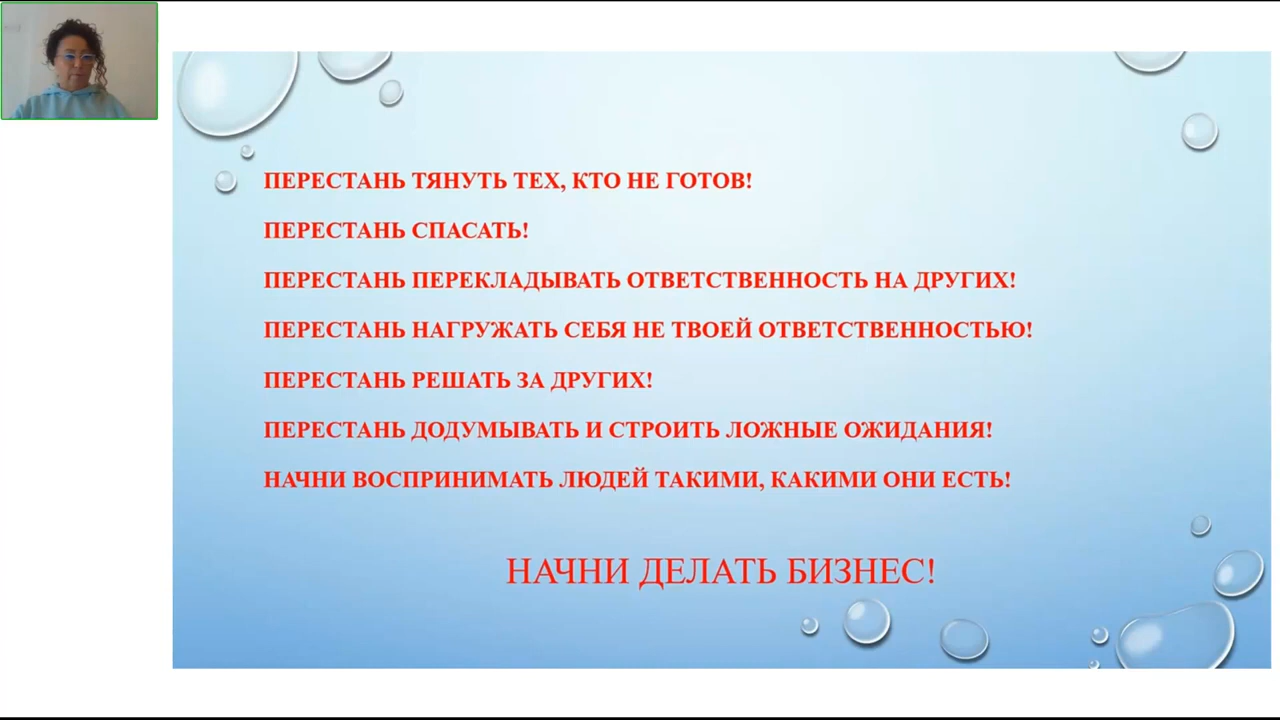 ПЕРЕСТАНЬ ТЯНУТЬ ТЕХ, КТО НЕ ГОТОВ!
ПЕРЕСТАНЬ СПАСАТЬ!
ПЕРЕСТАНЬ ПЕРЕКЛАДЫВАТЬ ОТВЕТСТВЕННОСТЬ НА ДРУГИХ!
ПЕРЕСТАНЬ НАГРУЖАТЬ СЕБЯ НЕ ТВОЕЙ ОТВЕТСТВЕННОСТЬЮ!
ПЕРЕСТАНЬ РЕШАТЬ ЗА ДРУГИХ!
ПЕРЕСТАНЬ ДОДУМЫВАТЬ И СТРОИТЬ ЛОЖНЫЕ ОЖИДАНИЯ!
НАЧНИ ВОСПРИНИМАТЬ ЛЮДЕЙ ТАКИМИ, КАКИМИ ОНИ ЕСТЬ!
НАЧНИ ДЕЛАТЬ БИЗНЕС!